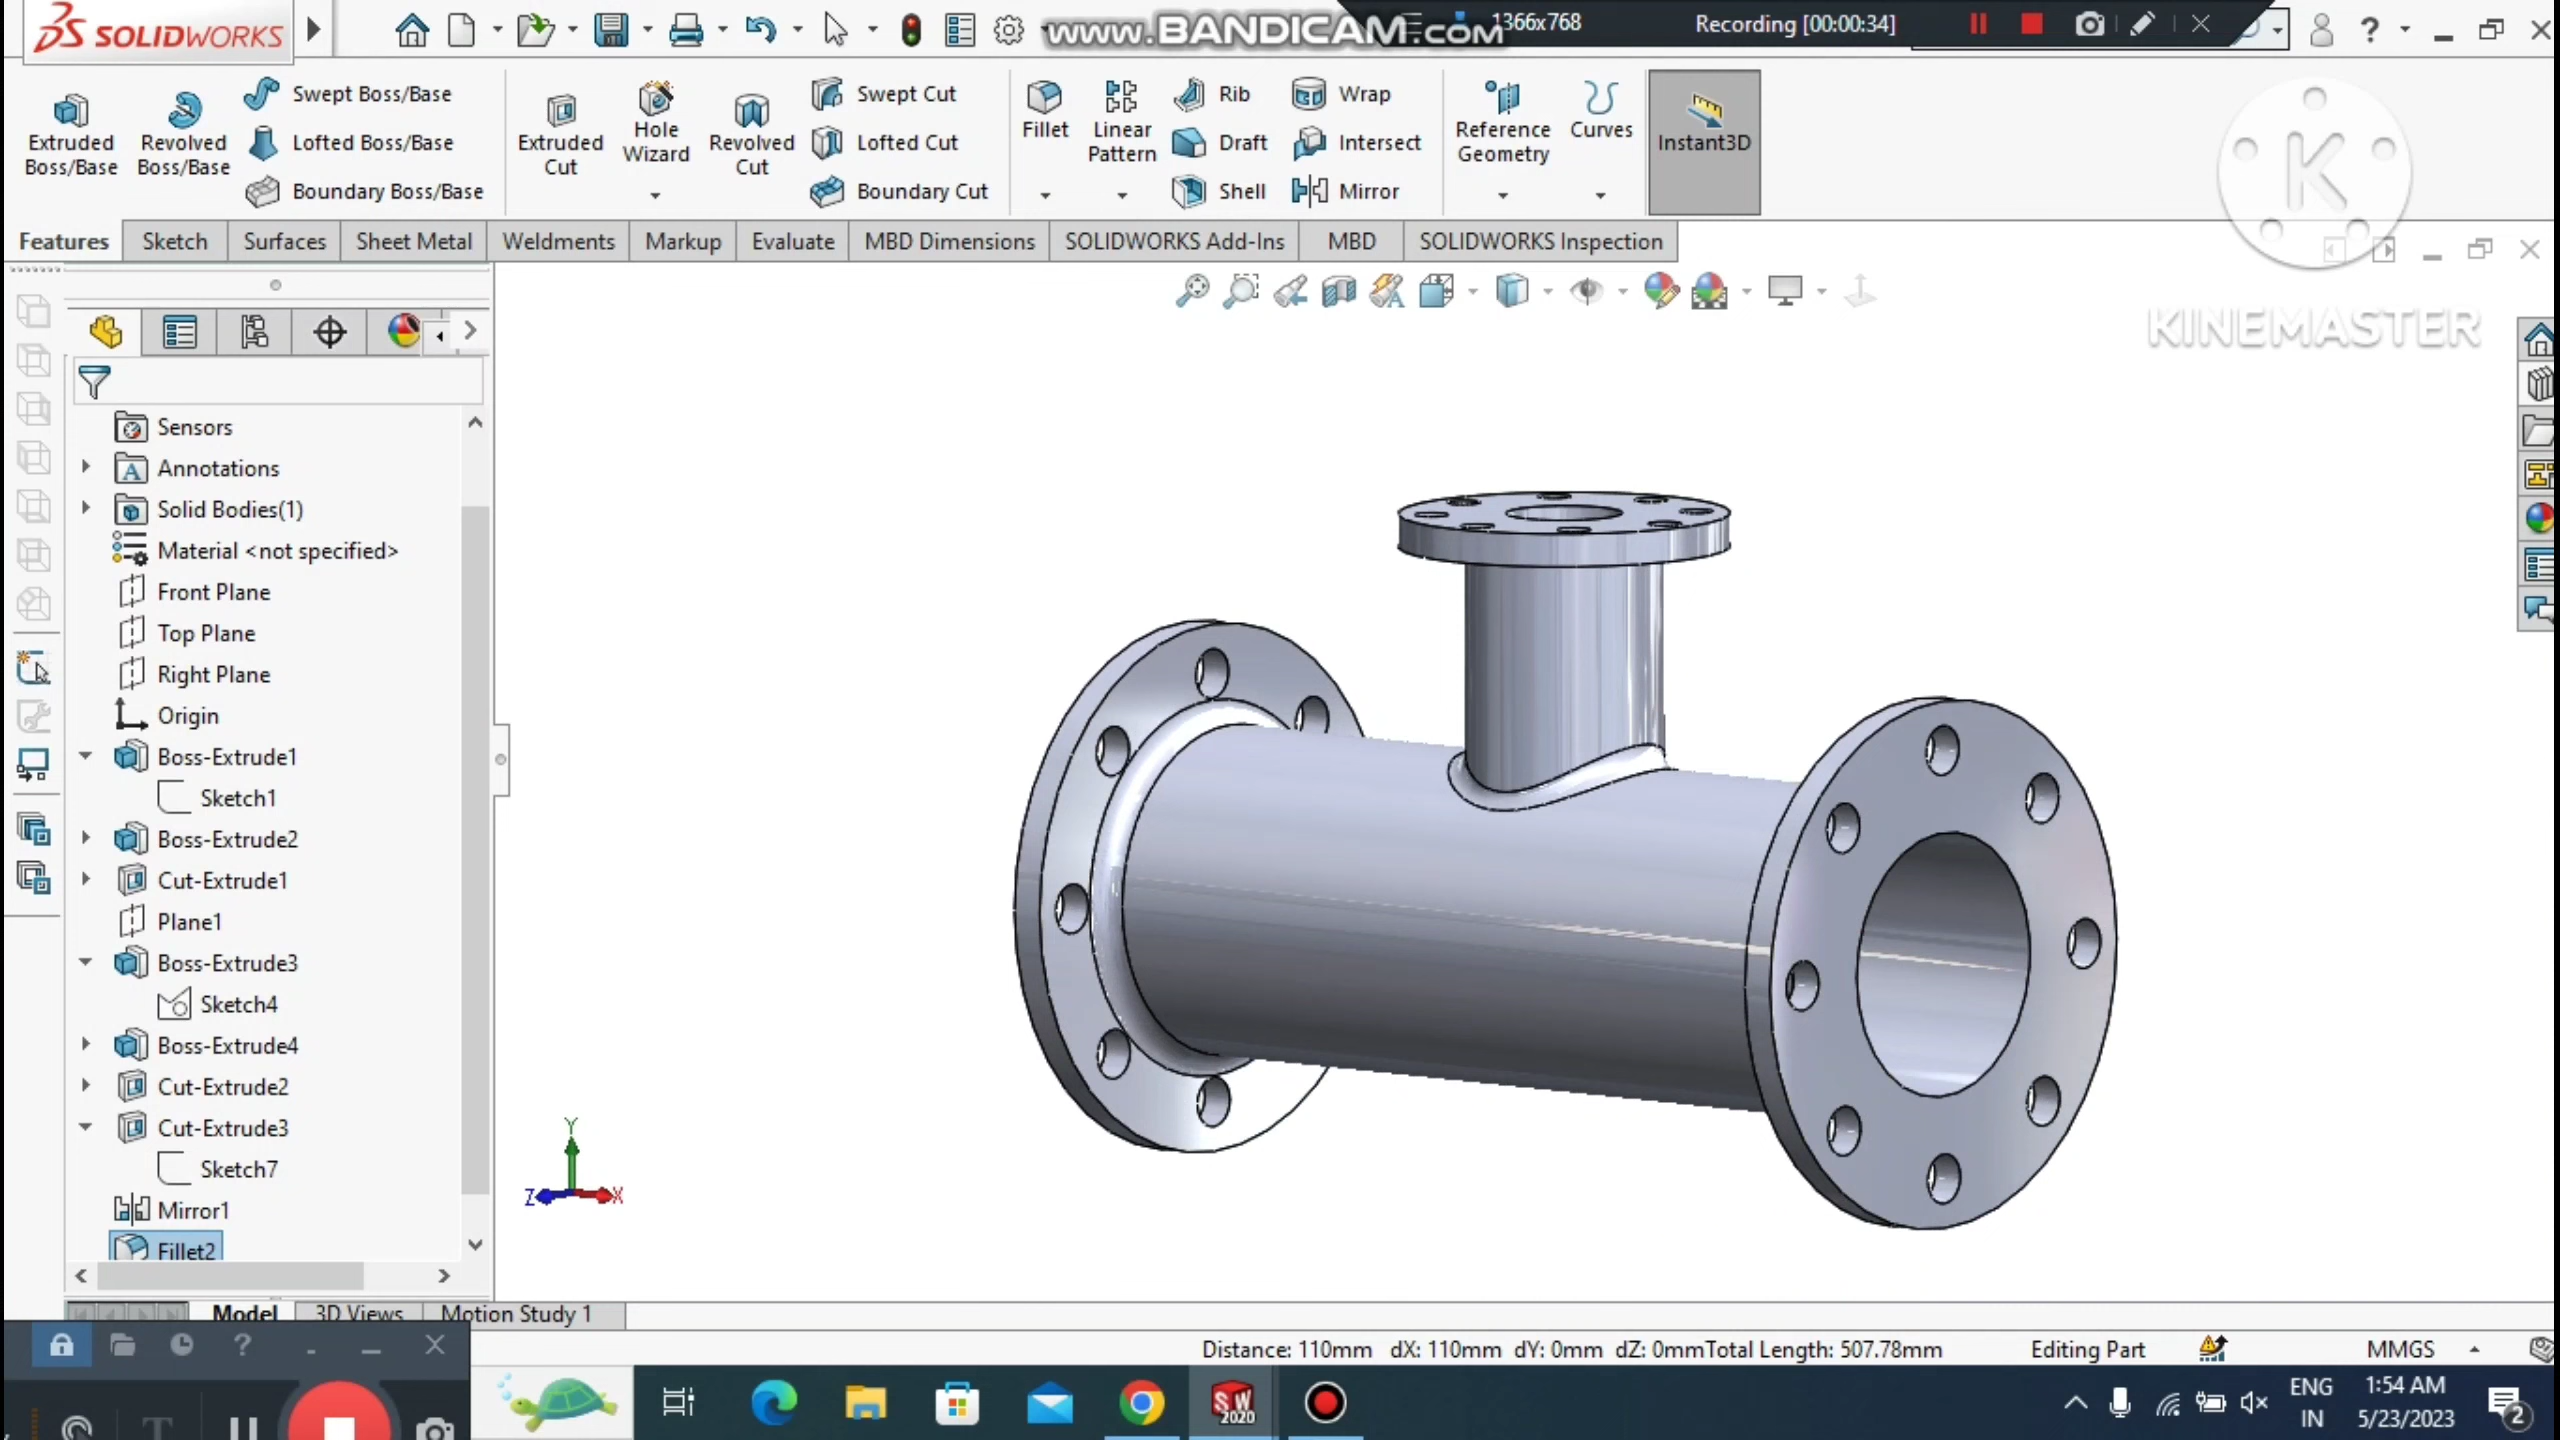 SOLIDWORKS
www.BANDICAM.com
1366x768
Recording [00:00:34]
Extruded Boss/Base
Revolved Boss/Base
Swept Boss/Base
Lofted Boss/Base
Boundary Boss/Base
Extruded Cut
Hole Wizard
Revolved Cut
Swept Cut
Lofted Cut
Boundary Cut
Fillet
Linear Pattern
Rib
Draft
Shell
Wrap
Intersect
Mirror
Reference Geometry
Curves
Instant3D
K
KINEMASTER
Features
Sketch
Surfaces
Sheet Metal
Weldments
Markup
Evaluate
MBD Dimensions
SOLIDWORKS Add-Ins
MBD
SOLIDWORKS Inspection
Sensors
Annotations
Solid Bodies(1)
Material <not specified>
Front Plane
Top Plane
Right Plane
Origin
Boss-Extrude1
Sketch1
Boss-Extrude2
Cut-Extrude1
Plane1
Boss-Extrude3
Sketch4
Boss-Extrude4
Cut-Extrude2
Cut-Extrude3
Sketch7
Mirror1
Fillet2
Y
Z
X
Model
3D Views
Motion Study 1
Distance: 110mm dX: 110mm dY: 0mm dZ: 0mmTotal Length: 507.78mm
Editing Part
MMGS
SW 2020
ENG
IN
1:54 AM
5/23/2023
2